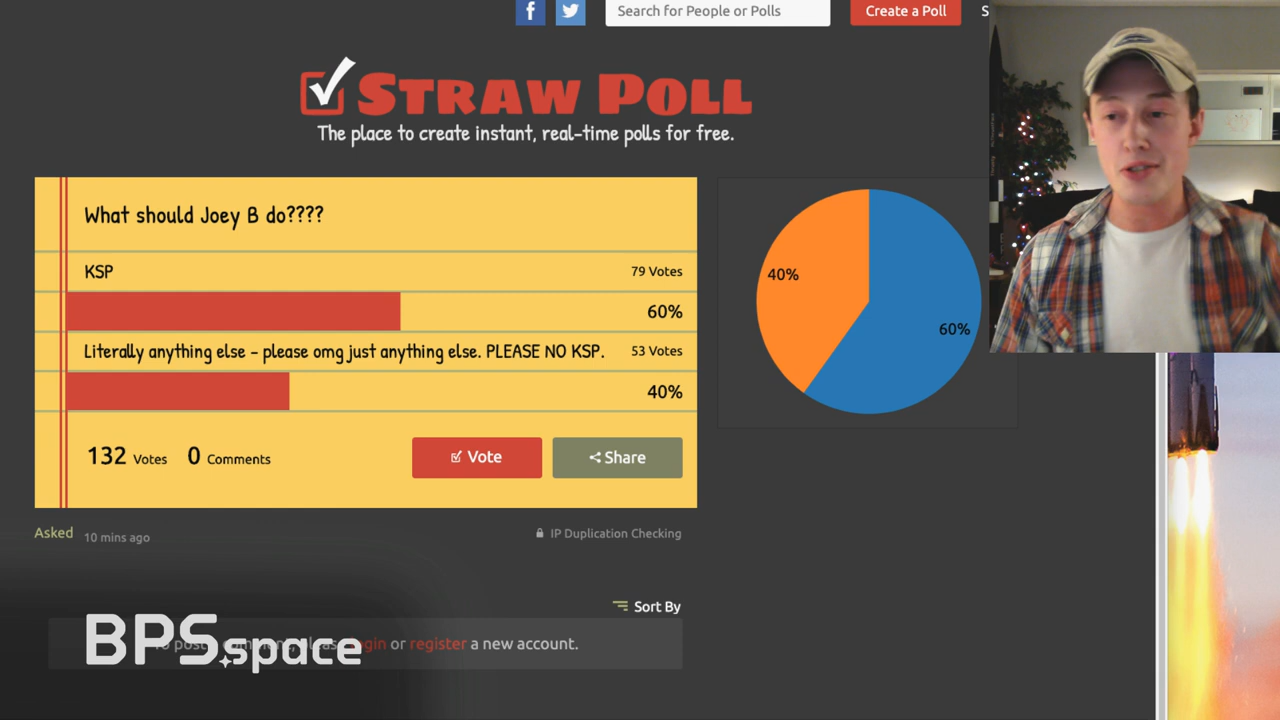 f
Search for People or Polls
Create a Poll
S
STRAW POLL
The place to create instant, real-time polls for free.
What should Joey B do????
KSP
79 Votes
60%
Literally anything else - please omg just anything else. PLEASE NO KSP.
53 Votes
40%
132 Votes 0 Comments
Vote
Share
40%
60%
Asked 10 mins ago
IP Duplication Checking
Sort By
or register a new account.
BPS.space